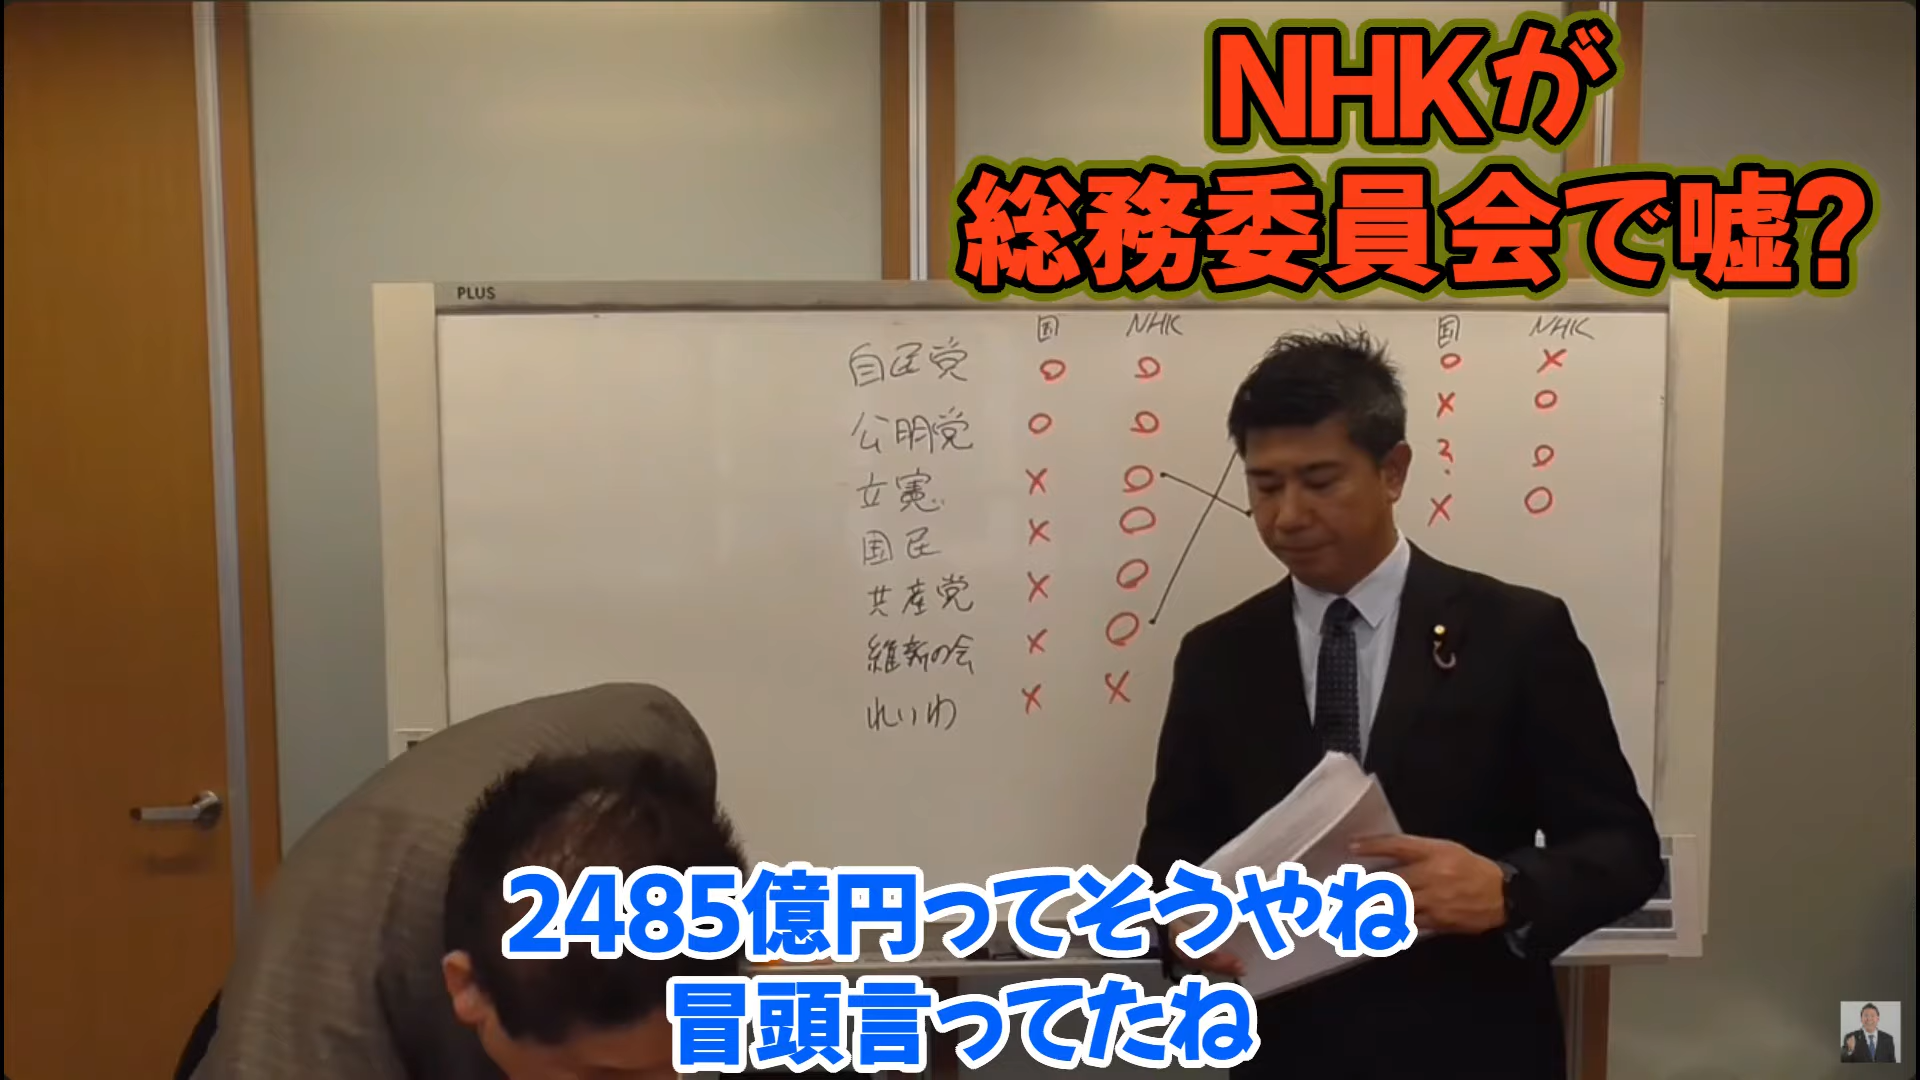 NHKが
総務委員会で嘘?
PLUS
国 NHK
自民党 ○ ○
公明党 ○ ○
立憲 × ○
国民 × ○
共産党 × ○
維新の会 × ○
れいわ × ×
国 NHK
○ ×
× ○
? ○
× ○
2485億円ってそうやね
冒頭言ってたね